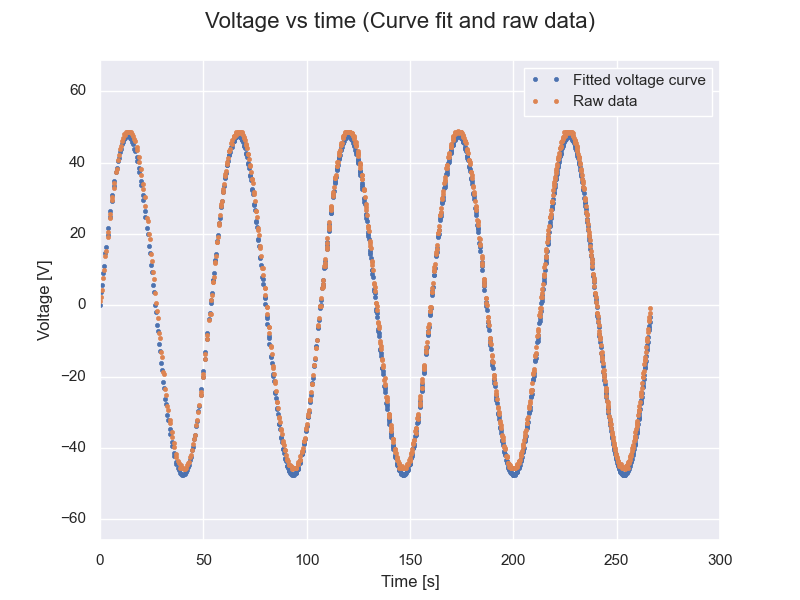 Voltage vs time (Curve fit and raw data)
Fitted voltage curve
Raw data
60
40
20
0
−20
−40
−60
Voltage [V]
0 50 100 150 200 250 300
Time [s]